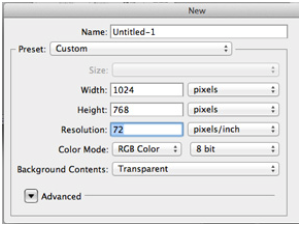 New
Name: Untitled-1
Preset: Custom
Size:
Width: 1024 pixels
Height: 768 pixels
Resolution: 72 pixels/inch
Color Mode: RGB Color 8 bit
Background Contents: Transparent
Advanced